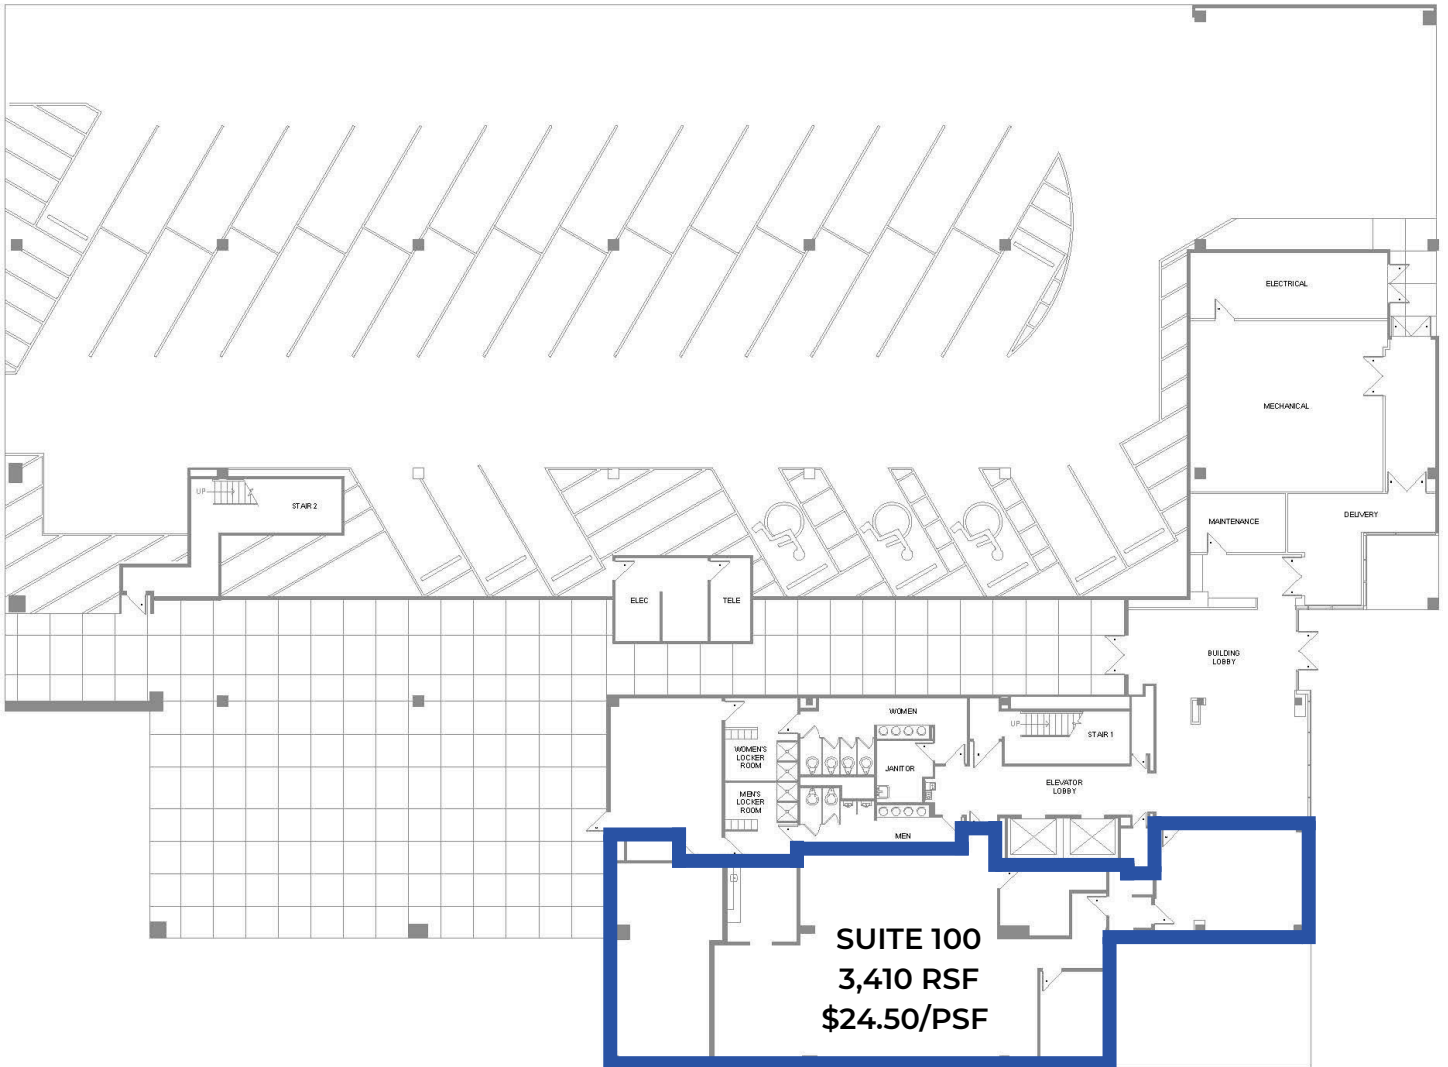 ELECTRICAL
MECHANICAL
UP
STAIR 2
MAINTENANCE
DELIVERY
ELEC
TELE
BUILDING
LOBBY
WOMEN
UP
STAIR 1
WOMEN'S
LOCKER
ROOM
JANITOR
ELEVATOR
LOBBY
MEN'S
LOCKER
ROOM
MEN
SUITE 100
3,410 RSF
$24.50/PSF